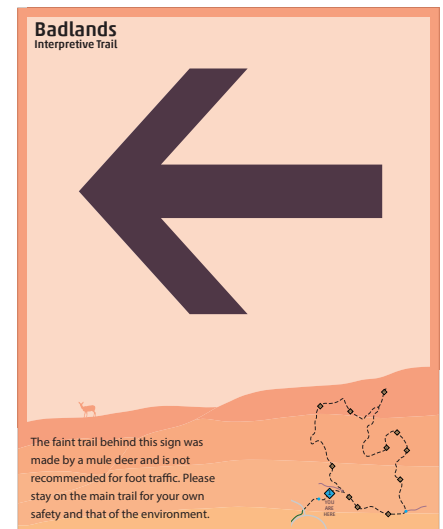 Badlands
Interpretive Trail
The faint trail behind this sign was
made by a mule deer and is not
recommended for foot traffic. Please
stay on the main trail for your own
safety and that of the environment.
YOU
ARE
HERE